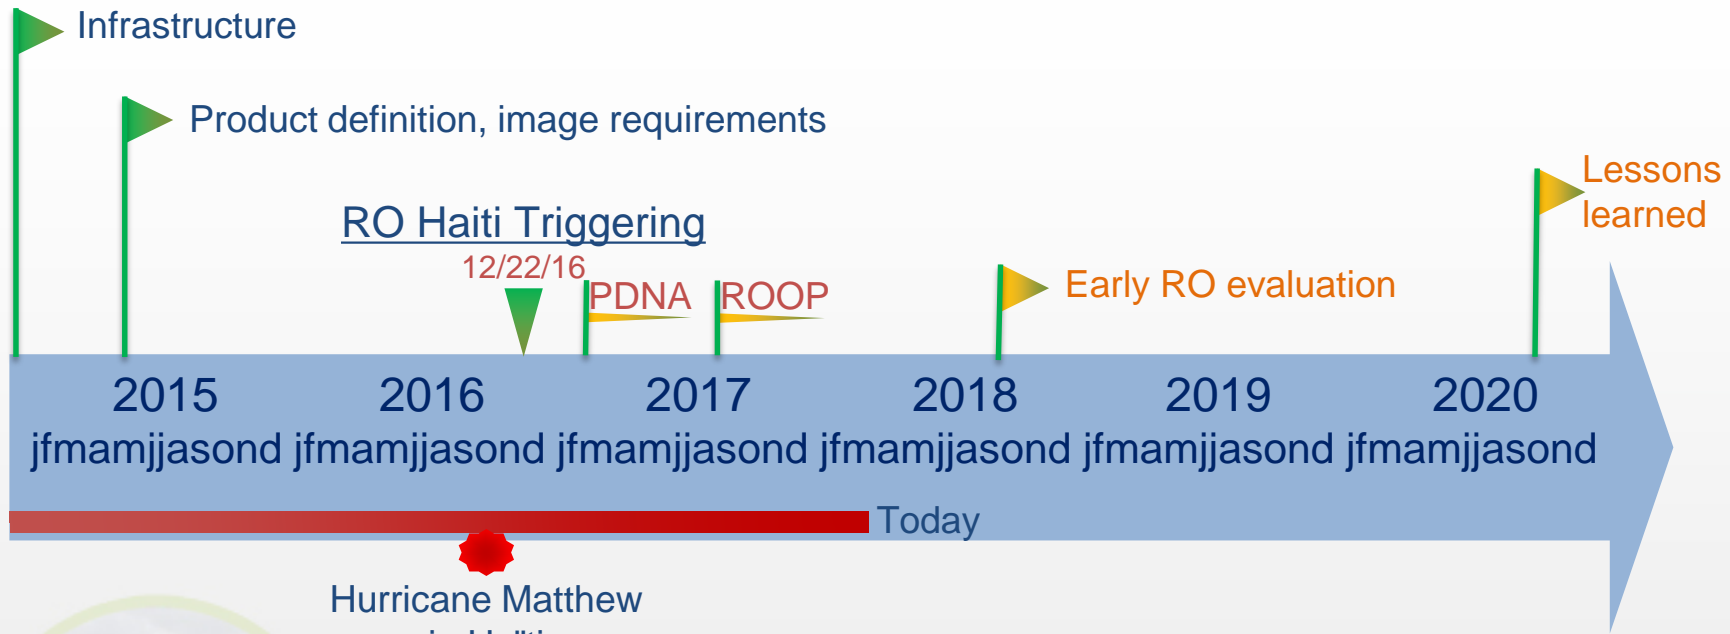 Infrastructure
Product definition, image requirements
Lessons
learned
RO Haiti Triggering
12/22/16
PDNA
ROOP
Early RO evaluation
2015 2016 2017 2018 2019 2020
jfmamjjasond jfmamjjasond jfmamjjasond jfmamjjasond jfmamjjasond jfmamjjasond
Today
Hurricane Matthew